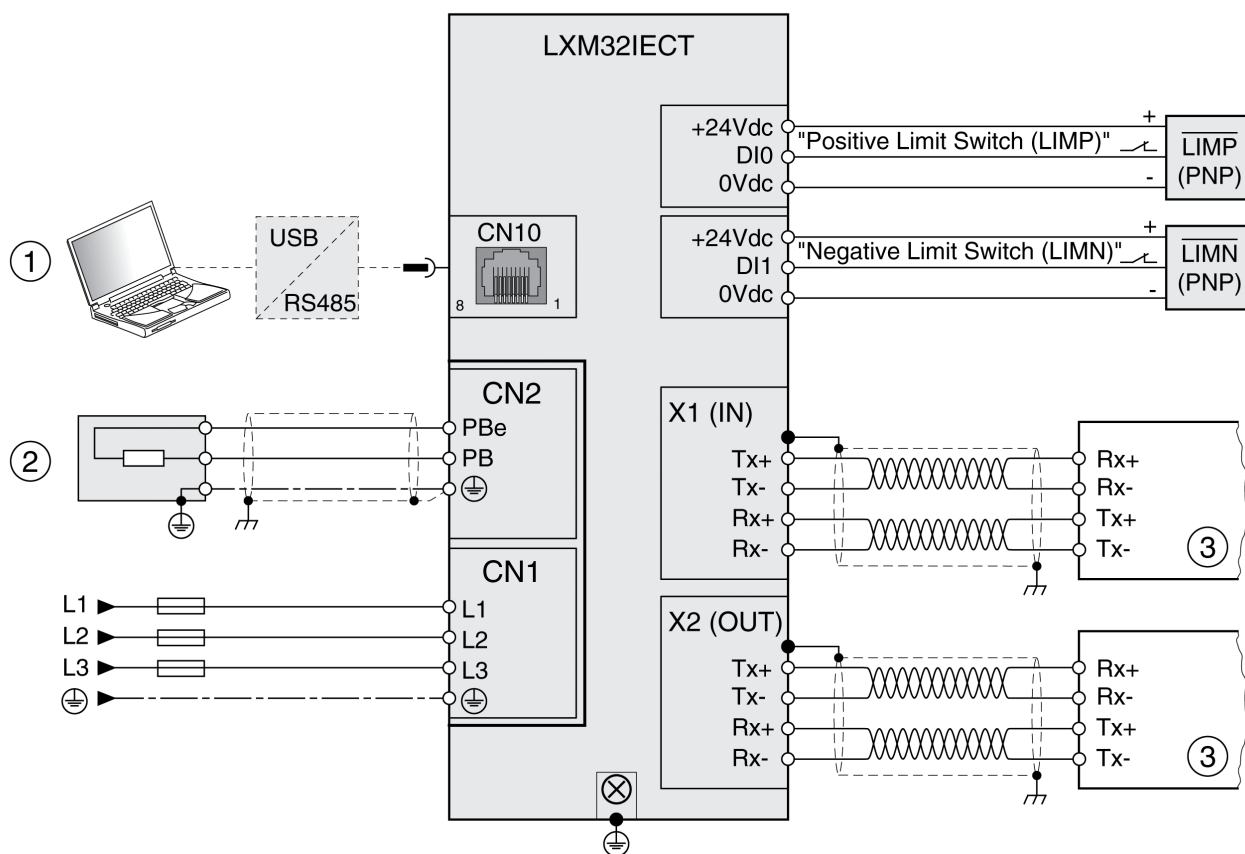 LXM32IECT
+24Vdc
DI0
0Vdc
"Positive Limit Switch (LIMP)"
+
-
LIMP
(PNP)
1
USB
RS485
CN10
8
1
+24Vdc
DI1
0Vdc
"Negative Limit Switch (LIMN)"
+
-
LIMN
(PNP)
2
CN2
PBe
PB
X1 (IN)
Tx+
Tx-
Rx+
Rx-
Rx+
Rx-
Tx+
Tx-
3
CN1
L1
L2
L3
L1
L2
L3
X2 (OUT)
Tx+
Tx-
Rx+
Rx-
Rx+
Rx-
Tx+
Tx-
3